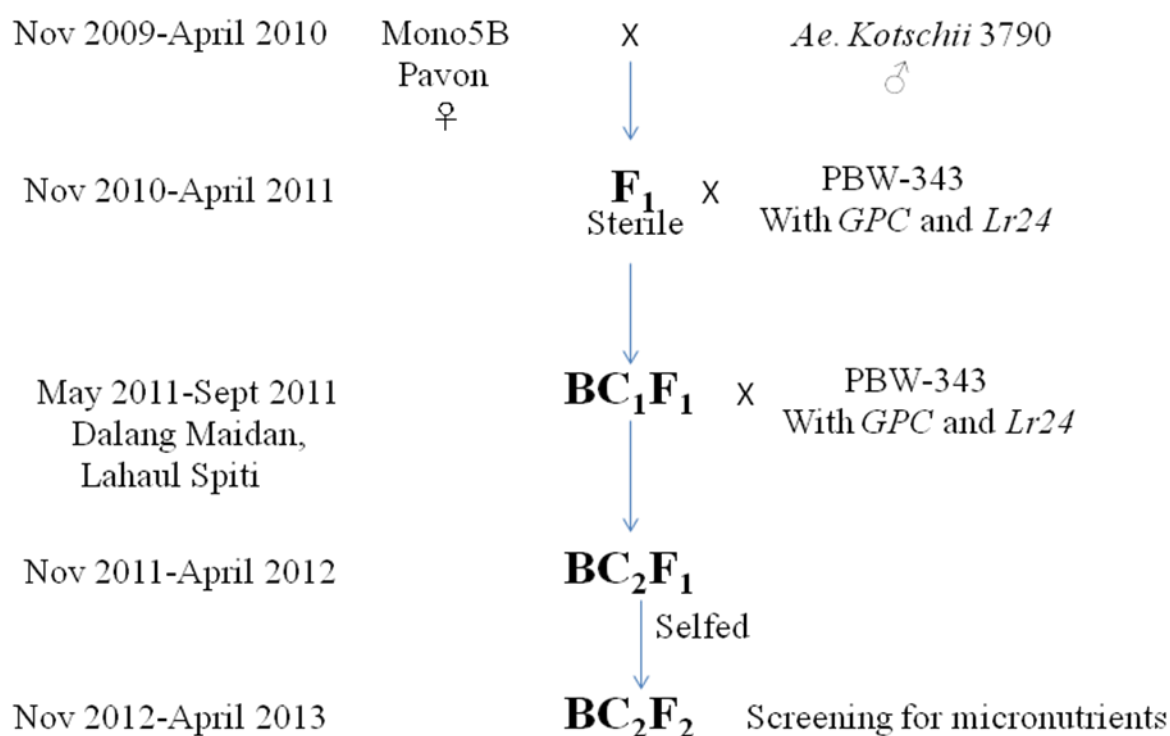 Nov 2009-April 2010 Mono5B X Ae. Kotschii 3790
Pavon
♀ ♂
Nov 2010-April 2011 F₁ X PBW-343
Sterile With GPC and Lr24
May 2011-Sept 2011 BC₁F₁ X PBW-343
Dalang Maidan, With GPC and Lr24
Lahaul Spiti
Nov 2011-April 2012 BC₂F₁
Selfed
Nov 2012-April 2013 BC₂F₂ Screening for micronutrients